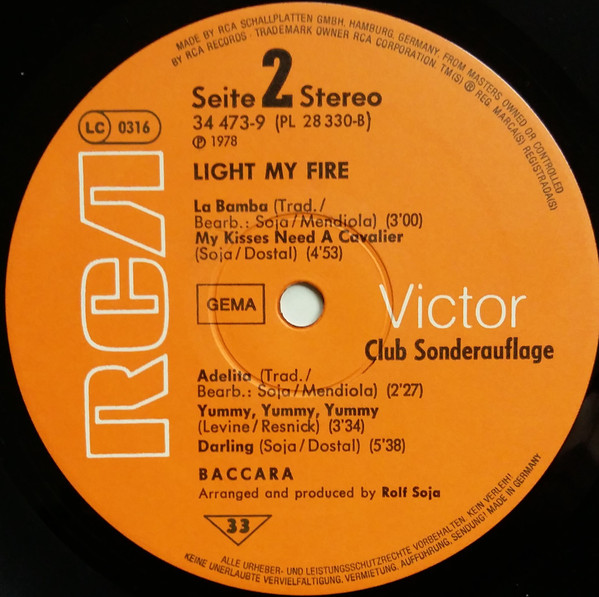 MADE BY RCA SCHALLPLATTEN GMBH, HAMBURG, GERMANY, FROM MASTERS OWNED OR CONTROLLED
BY RCA RECORDS · TRADEMARK OWNER RCA CORPORATION. TM(S) ® REG. MARCA(S) REGISTRADA(S)
Seite 2 Stereo
34 473-9 (PL 28 330-B)
℗ 1978
LC 0316
LIGHT MY FIRE
RCA
La Bamba (Trad./
Bearb.: Soja/Mendiola) (3'00)
My Kisses Need A Cavalier
(Soja/Dostal) (4'53)
GEMA
Victor
Club Sonderauflage
Adelita (Trad./
Bearb.: Soja/Mendiola) (2'27)
Yummy, Yummy, Yummy
(Levine/Resnick) (3'34)
Darling (Soja/Dostal) (5'38)
BACCARA
Arranged and produced by Rolf Soja
33
ALLE URHEBER- UND LEISTUNGSSCHUTZRECHTE VORBEHALTEN. KEIN VERLEIH!
KEINE UNERLAUBTE VERVIELFÄLTIGUNG. VERMIETUNG, AUFFÜHRUNG, SENDUNG! MADE IN GERMANY